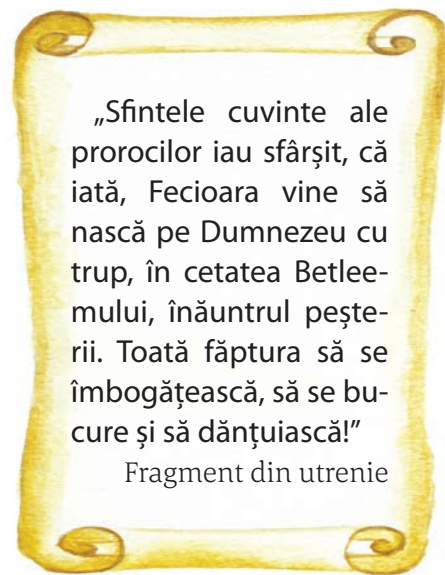 „Sfintele cuvinte ale
prorocilor iau sfârșit, că
iată, Fecioara vine să
nască pe Dumnezeu cu
trup, în cetatea Betlee-
mului, înăuntrul pește-
rii. Toată făptura să se
îmbogățească, să se bu-
cure și să dănțuiască!”
Fragment din utrenie